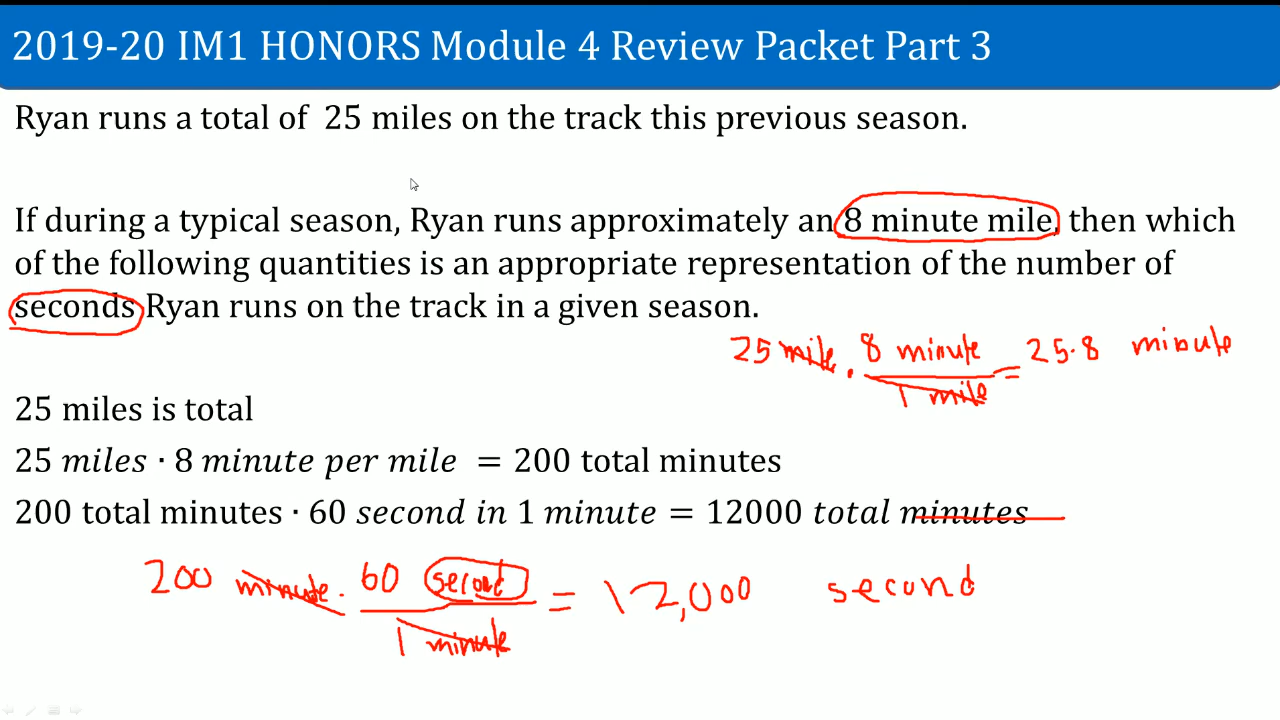 2019-20 IM1 HONORS Module 4 Review Packet Part 3
Ryan runs a total of 25 miles on the track this previous season.
If during a typical season, Ryan runs approximately an 8 minute mile, then which
of the following quantities is an appropriate representation of the number of
seconds Ryan runs on the track in a given season.
25 mile · 8 minute / 1 mile = 25·8 minute
25 miles is total
25 miles · 8 minute per mile = 200 total minutes
200 total minutes · 60 second in 1 minute = 12000 total minutes
200 minute · 60 second / 1 minute = 12,000 second